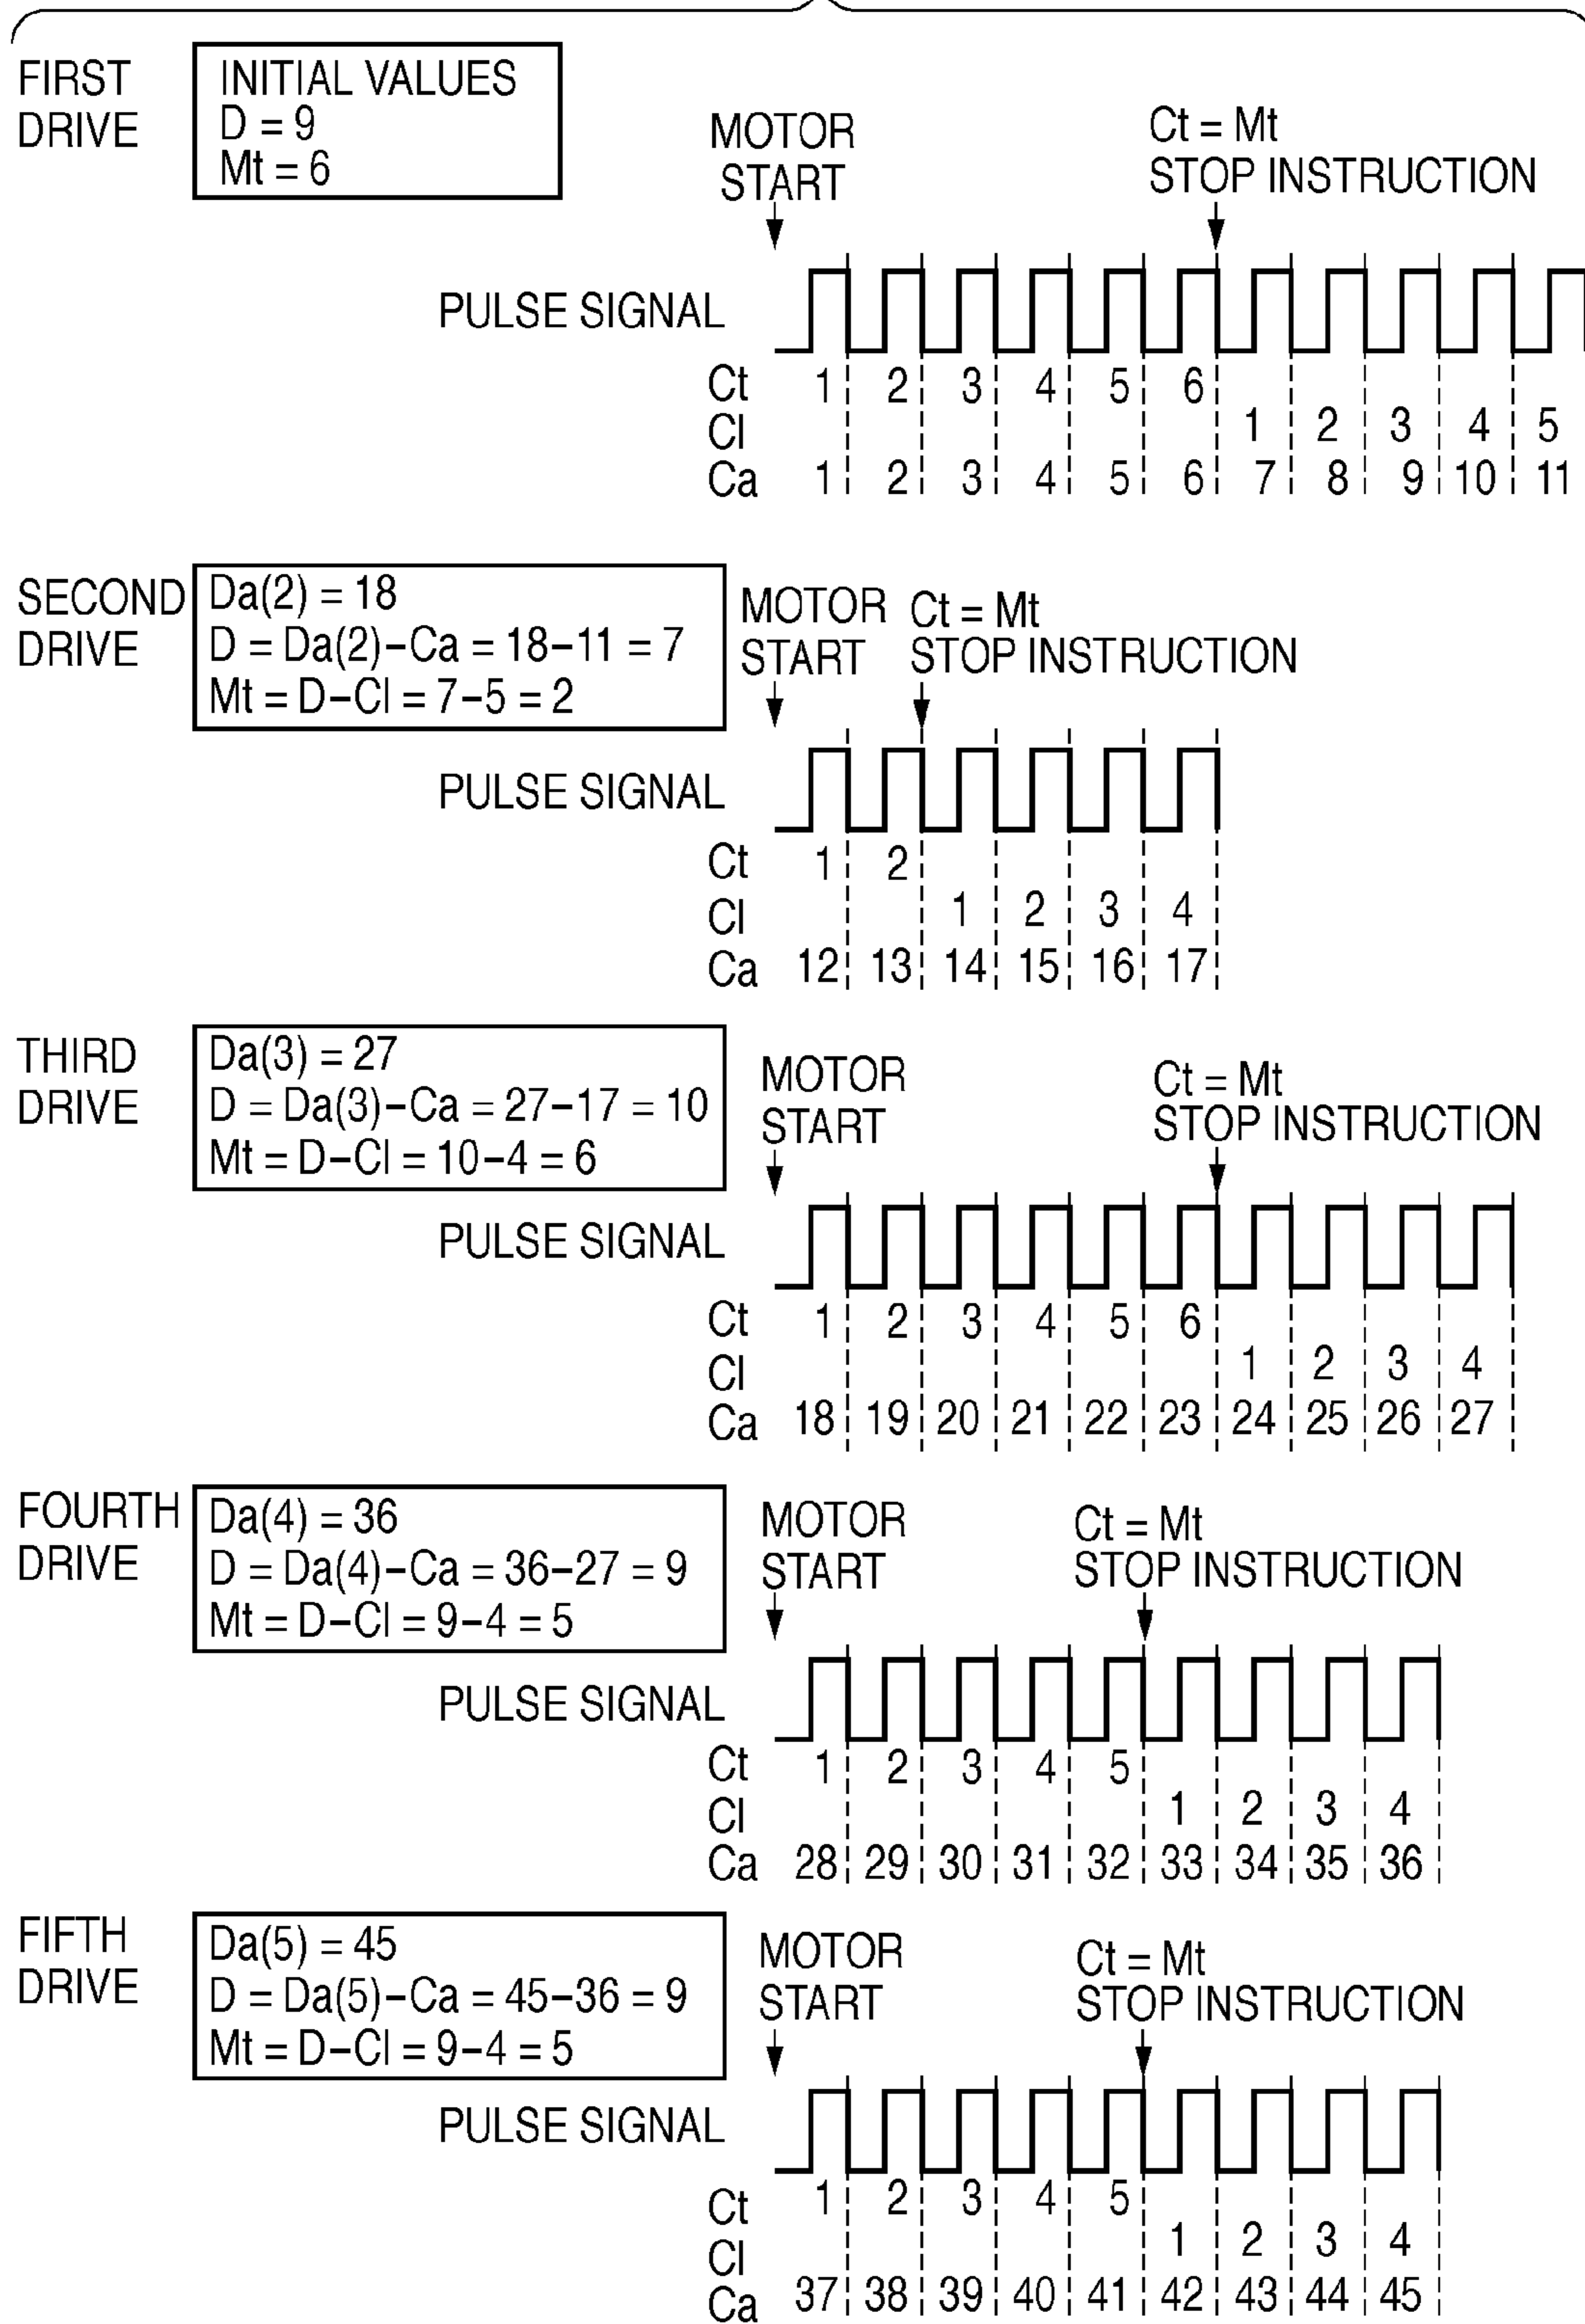 FIRST DRIVE
INITIAL VALUES
D = 9
Mt = 6
MOTOR START
Ct = Mt
STOP INSTRUCTION
PULSE SIGNAL
Ct 1 2 3 4 5 6
Cl 1 2 3 4 5
Ca 1 2 3 4 5 6 7 8 9 10 11
SECOND DRIVE
Da(2) = 18
D = Da(2)−Ca = 18−11 = 7
Mt = D−Cl = 7−5 = 2
MOTOR START
Ct = Mt
STOP INSTRUCTION
PULSE SIGNAL
Ct 1 2
Cl 1 2 3 4
Ca 12 13 14 15 16 17
THIRD DRIVE
Da(3) = 27
D = Da(3)−Ca = 27−17 = 10
Mt = D−Cl = 10−4 = 6
MOTOR START
Ct = Mt
STOP INSTRUCTION
PULSE SIGNAL
Ct 1 2 3 4 5 6
Cl 1 2 3 4
Ca 18 19 20 21 22 23 24 25 26 27
FOURTH DRIVE
Da(4) = 36
D = Da(4)−Ca = 36−27 = 9
Mt = D−Cl = 9−4 = 5
MOTOR START
Ct = Mt
STOP INSTRUCTION
PULSE SIGNAL
Ct 1 2 3 4 5
Cl 1 2 3 4
Ca 28 29 30 31 32 33 34 35 36
FIFTH DRIVE
Da(5) = 45
D = Da(5)−Ca = 45−36 = 9
Mt = D−Cl = 9−4 = 5
MOTOR START
Ct = Mt
STOP INSTRUCTION
PULSE SIGNAL
Ct 1 2 3 4 5
Cl 1 2 3 4
Ca 37 38 39 40 41 42 43 44 45